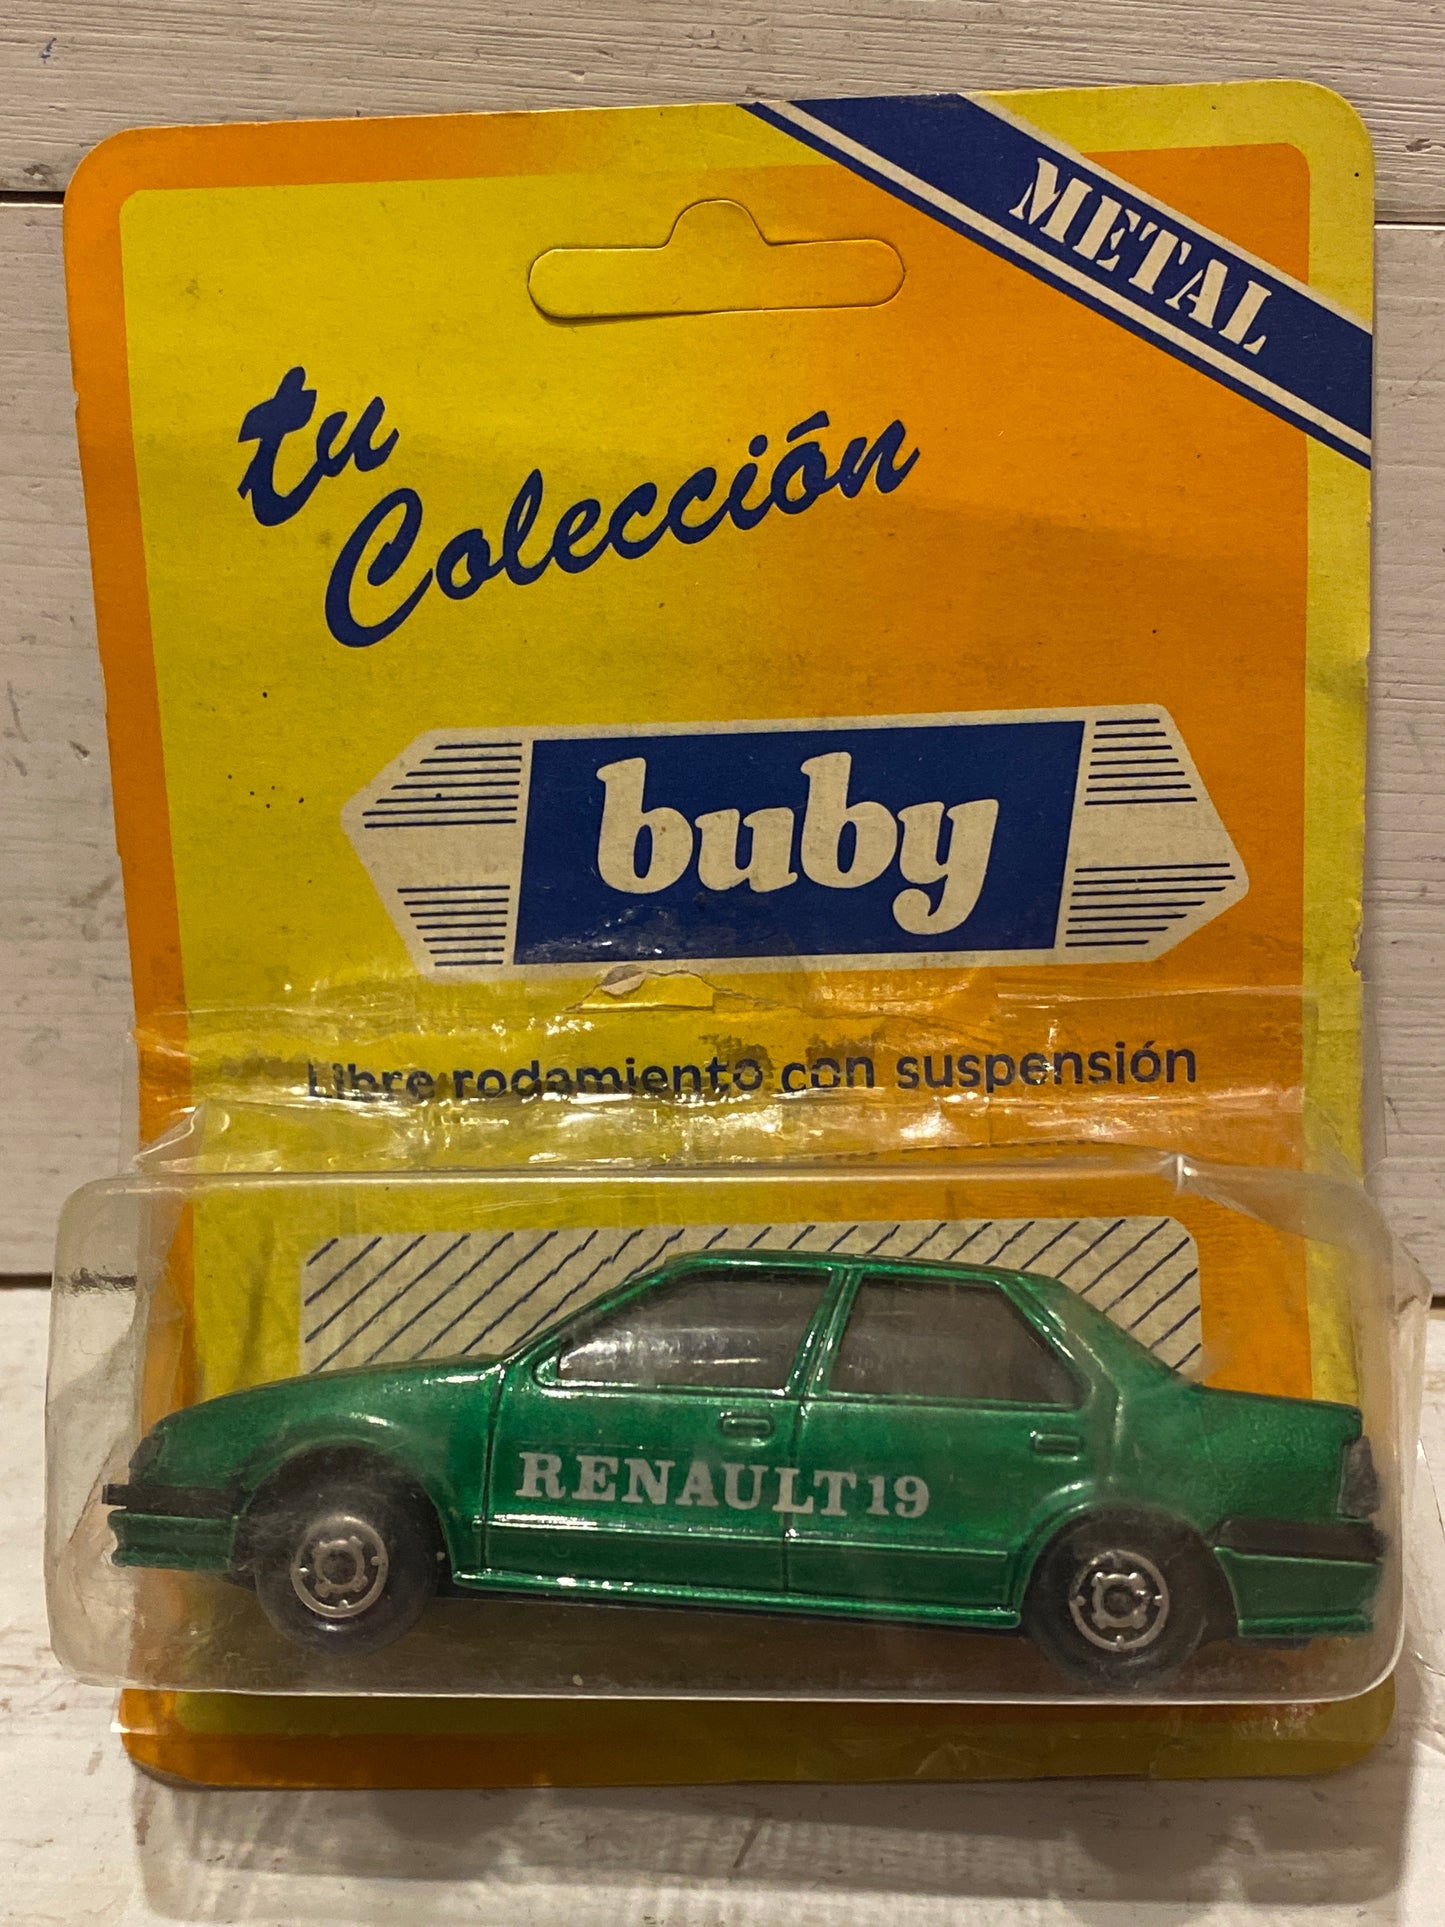 METAL
tu
Colección
buby
Libre rodamiento con suspensión
RENAULT 19